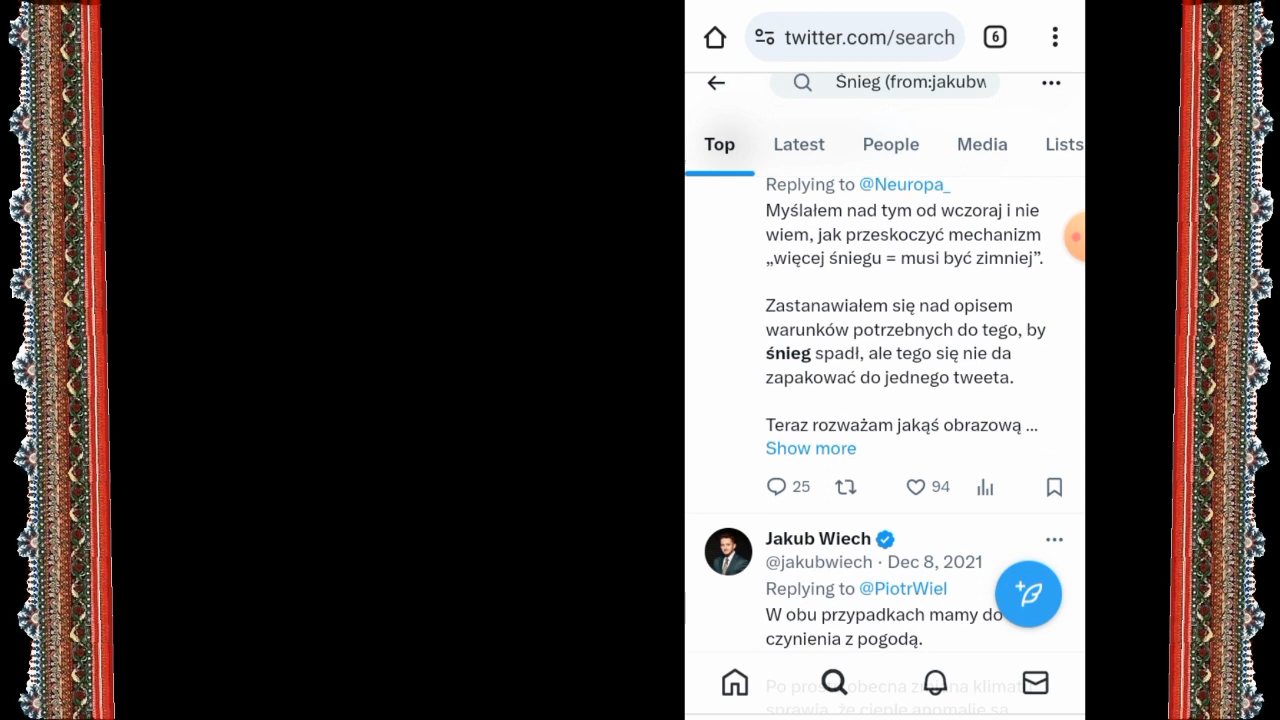 twitter.com/search
6
Śnieg (from:jakubw
Top Latest People Media Lists
Replying to @Neuropa_
Myślałem nad tym od wczoraj i nie
wiem, jak przeskoczyć mechanizm
„więcej śniegu = musi być zimniej”.
Zastanawiałem się nad opisem
warunków potrzebnych do tego, by
śnieg spadł, ale tego się nie da
zapakować do jednego tweeta.
Teraz rozważam jakąś obrazową ...
Show more
25 94
Jakub Wiech
@jakubwiech · Dec 8, 2021
Replying to @PiotrWiel
W obu przypadkach mamy do
czynienia z pogodą.
Po prostu obecna zmiana klimatu
sprawia, że ciepłe anomalie są